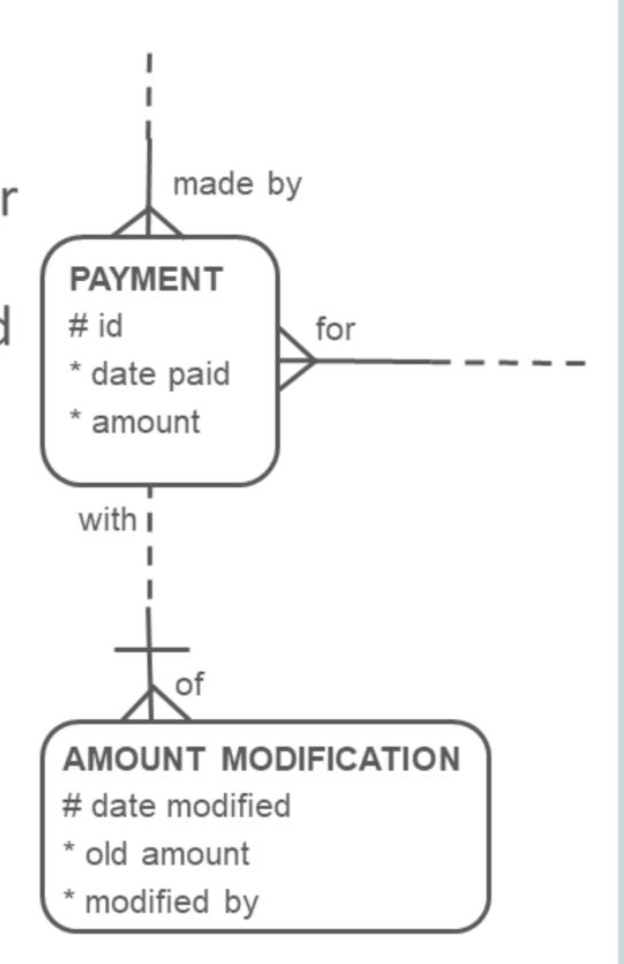 r
made by
PAYMENT
# id
d
* date paid
* amount
for
with
of
AMOUNT MODIFICATION
# date modified
* old amount
* modified by